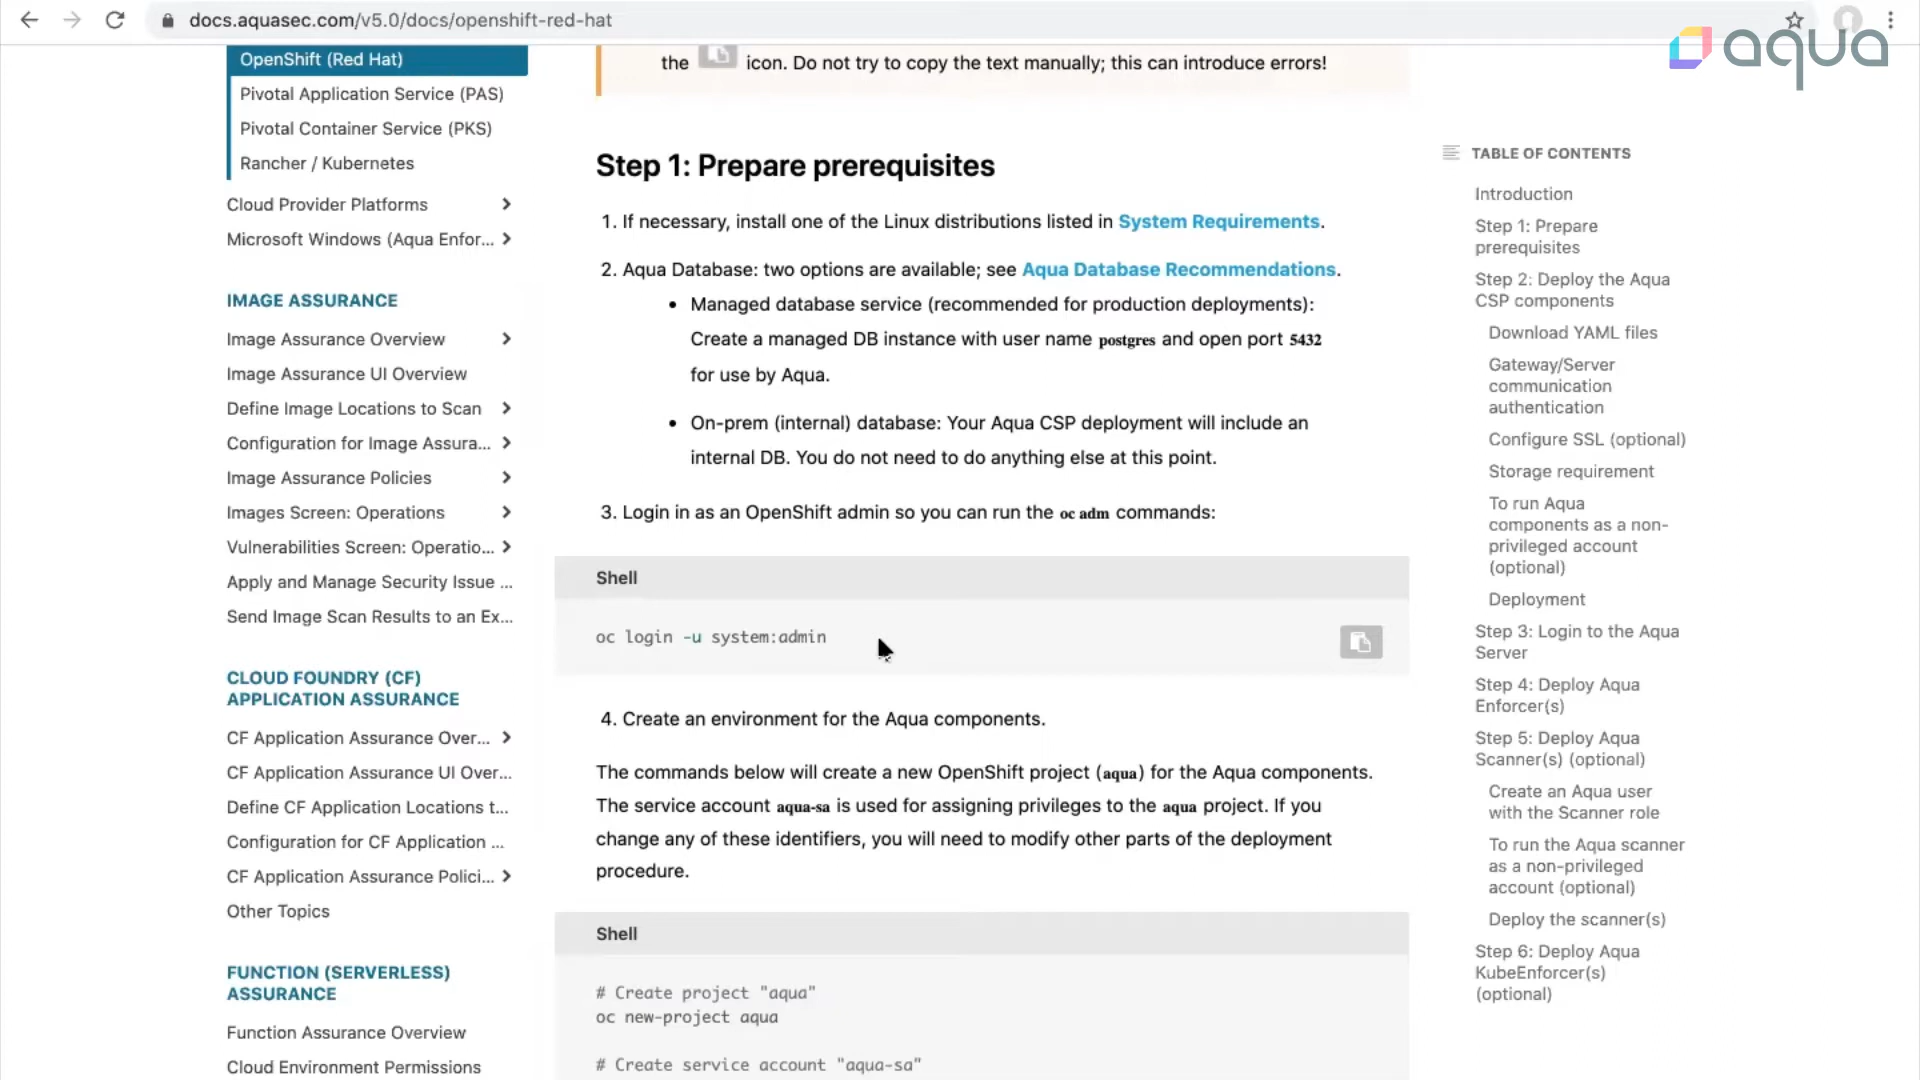 docs.aquasec.com/v5.0/docs/openshift-red-hat
aqua
OpenShift (Red Hat)
Pivotal Application Service (PAS)
Pivotal Container Service (PKS)
Rancher / Kubernetes
Cloud Provider Platforms
Microsoft Windows (Aqua Enfor...
IMAGE ASSURANCE
Image Assurance Overview
Image Assurance UI Overview
Define Image Locations to Scan
Configuration for Image Assura...
Image Assurance Policies
Images Screen: Operations
Vulnerabilities Screen: Operatio...
Apply and Manage Security Issue ...
Send Image Scan Results to an Ex...
CLOUD FOUNDRY (CF)
APPLICATION ASSURANCE
CF Application Assurance Over...
CF Application Assurance UI Over...
Define CF Application Locations t...
Configuration for CF Application ...
CF Application Assurance Polici...
Other Topics
FUNCTION (SERVERLESS)
ASSURANCE
Function Assurance Overview
Cloud Environment Permissions
the icon. Do not try to copy the text manually; this can introduce errors!
Step 1: Prepare prerequisites
1. If necessary, install one of the Linux distributions listed in System Requirements.
2. Aqua Database: two options are available; see Aqua Database Recommendations.
• Managed database service (recommended for production deployments):
Create a managed DB instance with user name postgres and open port 5432
for use by Aqua.
• On-prem (internal) database: Your Aqua CSP deployment will include an
internal DB. You do not need to do anything else at this point.
3. Login in as an OpenShift admin so you can run the oc adm commands:
Shell
oc login -u system:admin
4. Create an environment for the Aqua components.
The commands below will create a new OpenShift project (aqua) for the Aqua components.
The service account aqua-sa is used for assigning privileges to the aqua project. If you
change any of these identifiers, you will need to modify other parts of the deployment
procedure.
Shell
# Create project "aqua"
oc new-project aqua
# Create service account "aqua-sa"
TABLE OF CONTENTS
Introduction
Step 1: Prepare
prerequisites
Step 2: Deploy the Aqua
CSP components
Download YAML files
Gateway/Server
communication
authentication
Configure SSL (optional)
Storage requirement
To run Aqua
components as a non-
privileged account
(optional)
Deployment
Step 3: Login to the Aqua
Server
Step 4: Deploy Aqua
Enforcer(s)
Step 5: Deploy Aqua
Scanner(s) (optional)
Create an Aqua user
with the Scanner role
To run the Aqua scanner
as a non-privileged
account (optional)
Deploy the scanner(s)
Step 6: Deploy Aqua
KubeEnforcer(s)
(optional)